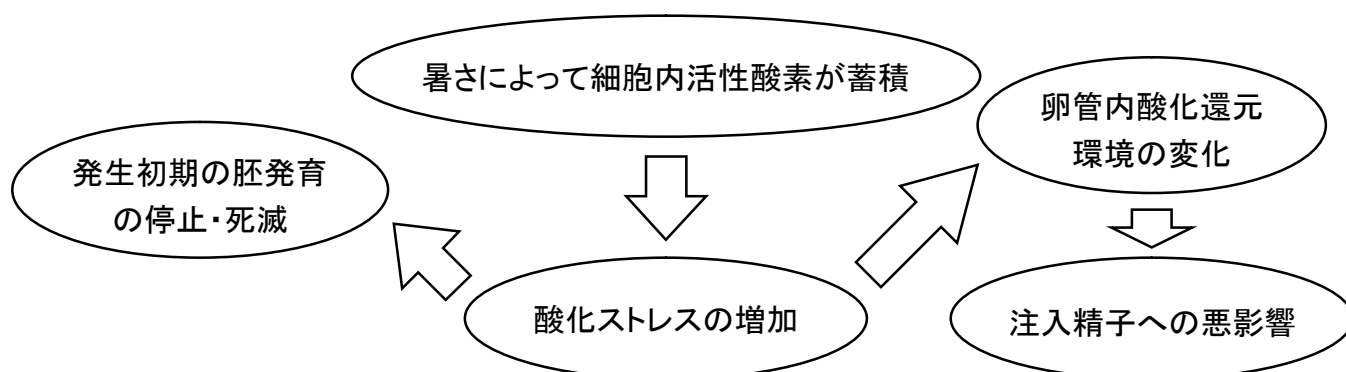 暑さによって細胞内活性酸素が蓄積
卵管内酸化還元
環境の変化
発生初期の胚発育
の停止・死滅
酸化ストレスの増加
注入精子への悪影響